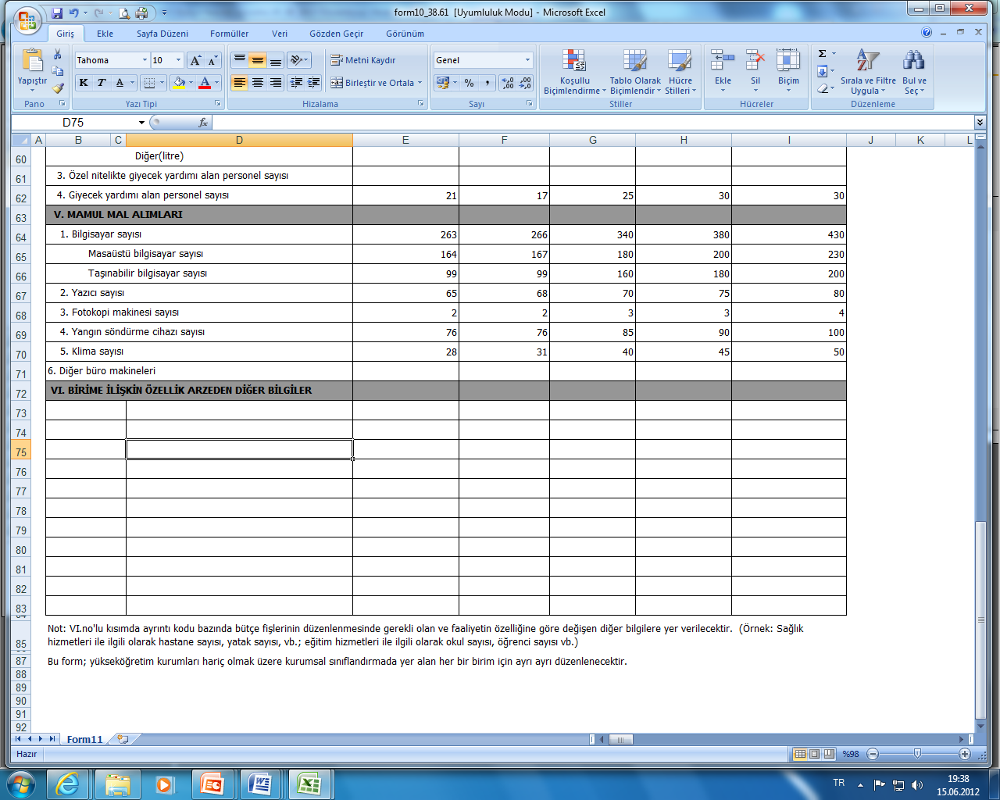 form10_38.61 [Uyumluluk Modu] - Microsoft Excel
Giriş Ekle Sayfa Düzeni Formüller Veri Gözden Geçir Görünüm
Yapıştır
Pano
Tahoma 10
K T A
Yazı Tipi
Metni Kaydır
Birleştir ve Ortala
Hizalama
Genel
%
Sayı
Koşullu Biçimlendirme
Tablo Olarak Biçimlendir
Hücre Stilleri
Stiller
Ekle Sil Biçim
Hücreler
Sırala ve Filtre Uygula
Bul ve Seç
Düzenleme
D75 fx
A B C D E F G H I J K L
60 Diğer(litre)
61 3. Özel nitelikte giyecek yardımı alan personel sayısı
62 4. Giyecek yardımı alan personel sayısı 21 17 25 30 30
63 V. MAMUL MAL ALIMLARI
64 1. Bilgisayar sayısı 263 266 340 380 430
65 Masaüstü bilgisayar sayısı 164 167 180 200 230
66 Taşınabilir bilgisayar sayısı 99 99 160 180 200
67 2. Yazıcı sayısı 65 68 70 75 80
68 3. Fotokopi makinesi sayısı 2 2 3 3 4
69 4. Yangın söndürme cihazı sayısı 76 76 85 90 100
70 5. Klima sayısı 28 31 40 45 50
71 6. Diğer büro makineleri
72 VI. BİRİME İLİŞKİN ÖZELLİK ARZEDEN DİĞER BİLGİLER
73
74
75
76
77
78
79
80
81
82
83
85 Not: VI.no'lu kısımda ayrıntı kodu bazında bütçe fişlerinin düzenlenmesinde gerekli olan ve faaliyetin özelliğine göre değişen diğer bilgilere yer verilecektir. (Örnek: Sağlık
hizmetleri ile ilgili olarak hastane sayısı, yatak sayısı, vb.; eğitim hizmetleri ile ilgili olarak okul sayısı, öğrenci sayısı vb.)
87 Bu form; yükseköğretim kurumları hariç olmak üzere kurumsal sınıflandırmada yer alan her bir birim için ayrı ayrı düzenlenecektir.
88
89
90
91
92
Form11
Hazır %98
TR 19:38
15.06.2012